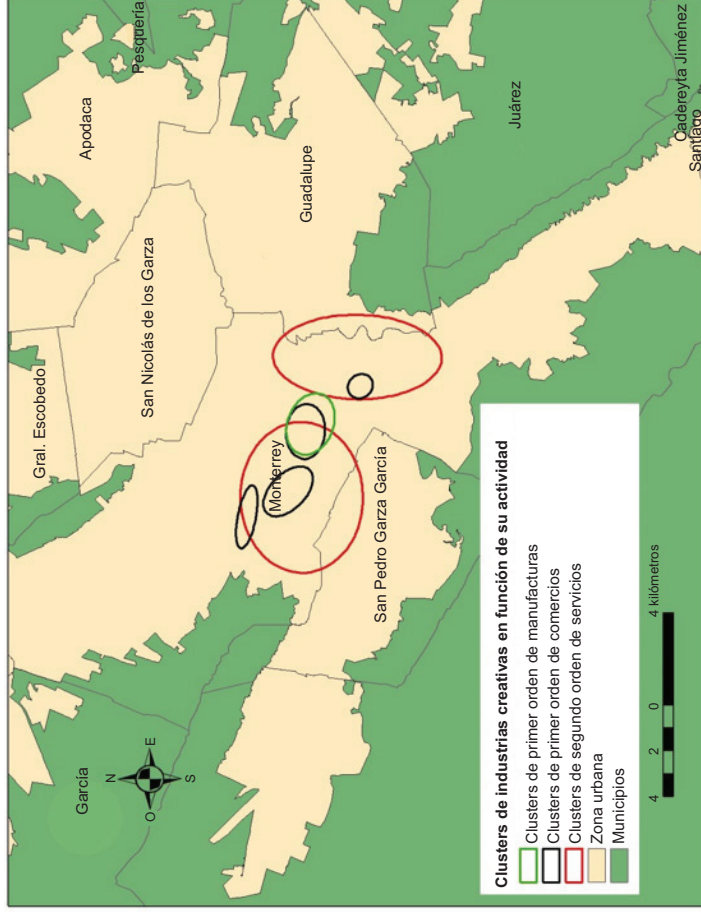 Pesquería
Apodaca
Gral. Escobedo
San Nicolás de los Garza
Guadalupe
Juárez
Cadereyta Jiménez
Santiago
Monterrey
San Pedro Garza García
García
N
O
E
S
Clusters de industrias creativas en función de su actividad
Clusters de primer orden de manufacturas
Clusters de primer orden de comercios
Clusters de segundo orden de servicios
Zona urbana
Municipios
4 2 0 4 kilómetros